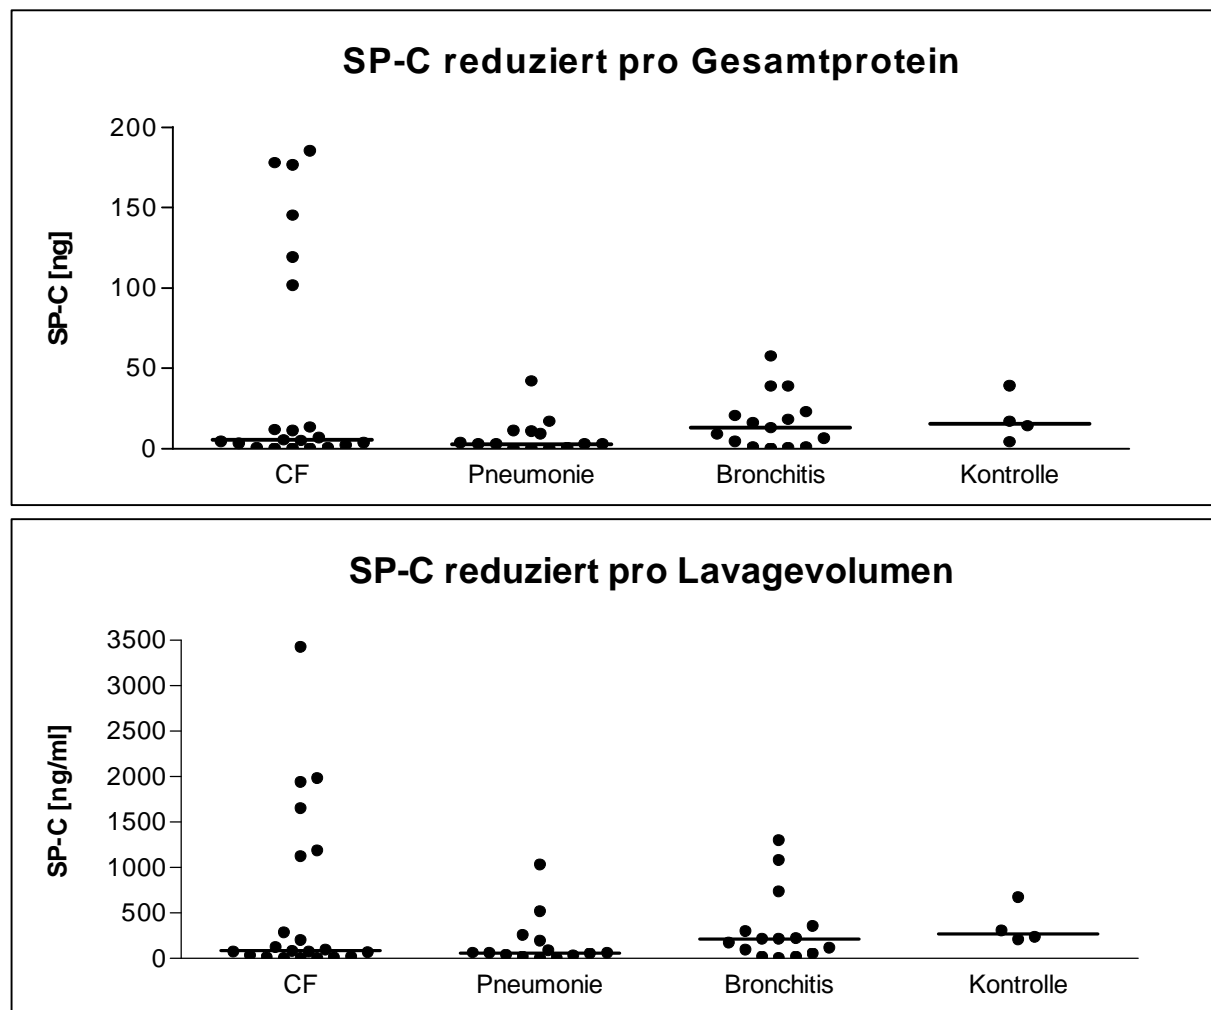 SP-C reduziert pro Gesamtprotein
200
150
100
50
0
SP-C [ng]
CF Pneumonie Bronchitis Kontrolle
SP-C reduziert pro Lavagevolumen
3500
3000
2500
2000
1500
1000
500
0
SP-C [ng/ml]
CF Pneumonie Bronchitis Kontrolle